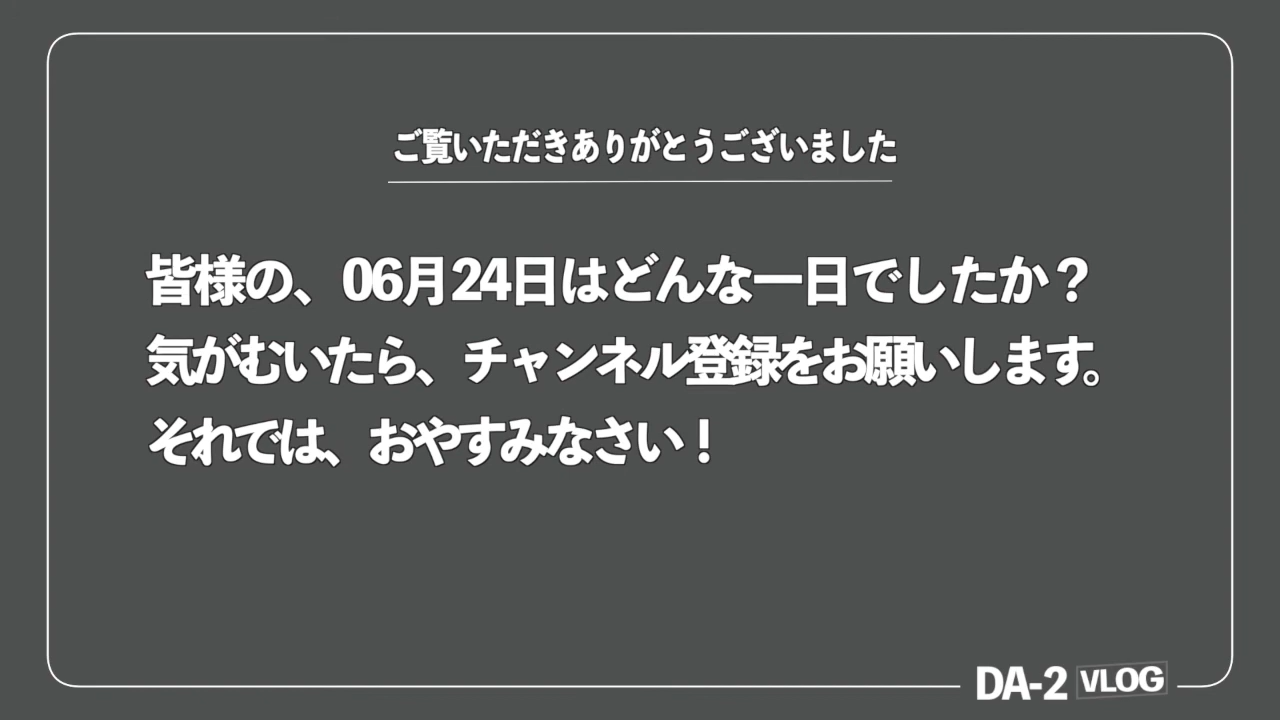 ご覧いただきありがとうございました
皆様の、06月24日はどんな一日でしたか？
気がむいたら、チャンネル登録をお願いします。
それでは、おやすみなさい！
DA-2 VLOG